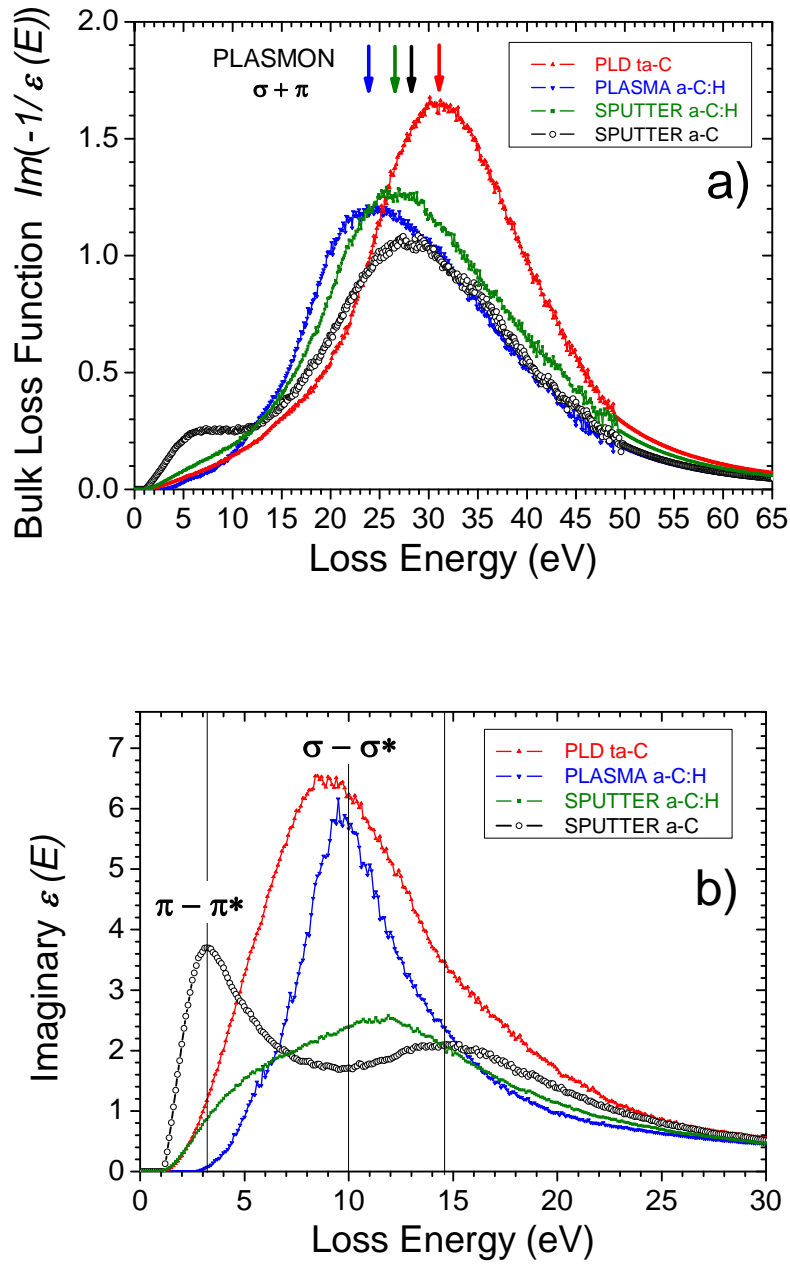 2.0
1.5
1.0
0.5
0.0
Bulk Loss Function Im( -1/ ε (E))
PLASMON
σ + π
PLD ta-C
PLASMA a-C:H
SPUTTER a-C:H
SPUTTER a-C
a)
0 5 10 15 20 25 30 35 40 45 50 55 60 65
Loss Energy (eV)
7
6
5
4
3
2
1
0
Imaginary ε (E)
σ – σ*
π – π*
PLD ta-C
PLASMA a-C:H
SPUTTER a-C:H
SPUTTER a-C
b)
0 5 10 15 20 25 30
Loss Energy (eV)